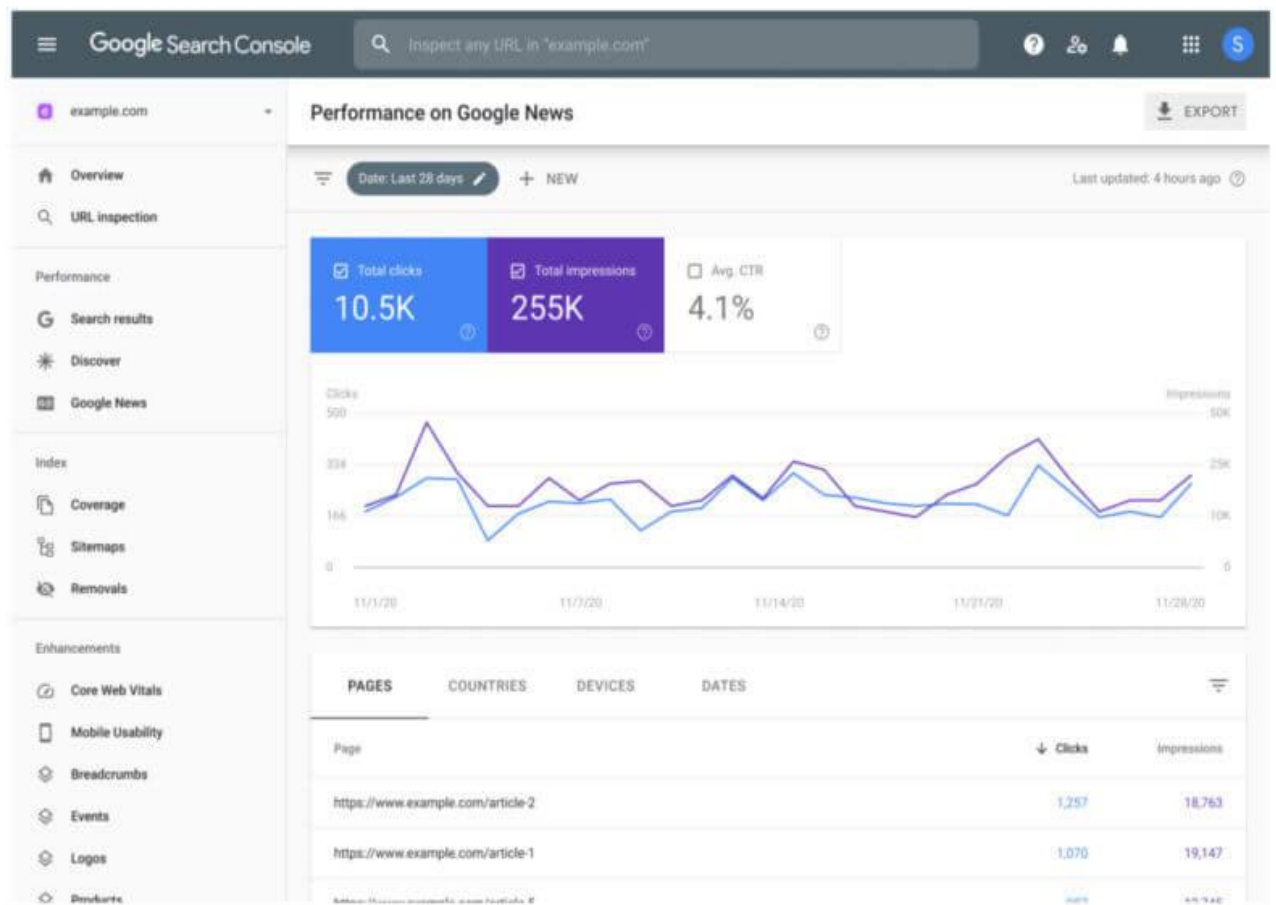 Google Search Console
Inspect any URL in "example.com"
S
example.com
Performance on Google News
EXPORT
Overview
URL inspection
Performance
Search results
Discover
Google News
Index
Coverage
Sitemaps
Removals
Enhancements
Core Web Vitals
Mobile Usability
Breadcrumbs
Events
Logos
Products
Date: Last 28 days
NEW
Last updated: 4 hours ago
Total clicks
10.5K
Total impressions
255K
Avg. CTR
4.1%
Clicks
Impressions
500
50K
334
25K
166
10K
0
0
11/1/20
11/7/20
11/14/20
11/21/20
11/28/20
PAGES
COUNTRIES
DEVICES
DATES
Page
Clicks
Impressions
https://www.example.com/article-2
1,257
18,763
https://www.example.com/article-1
1,070
19,147